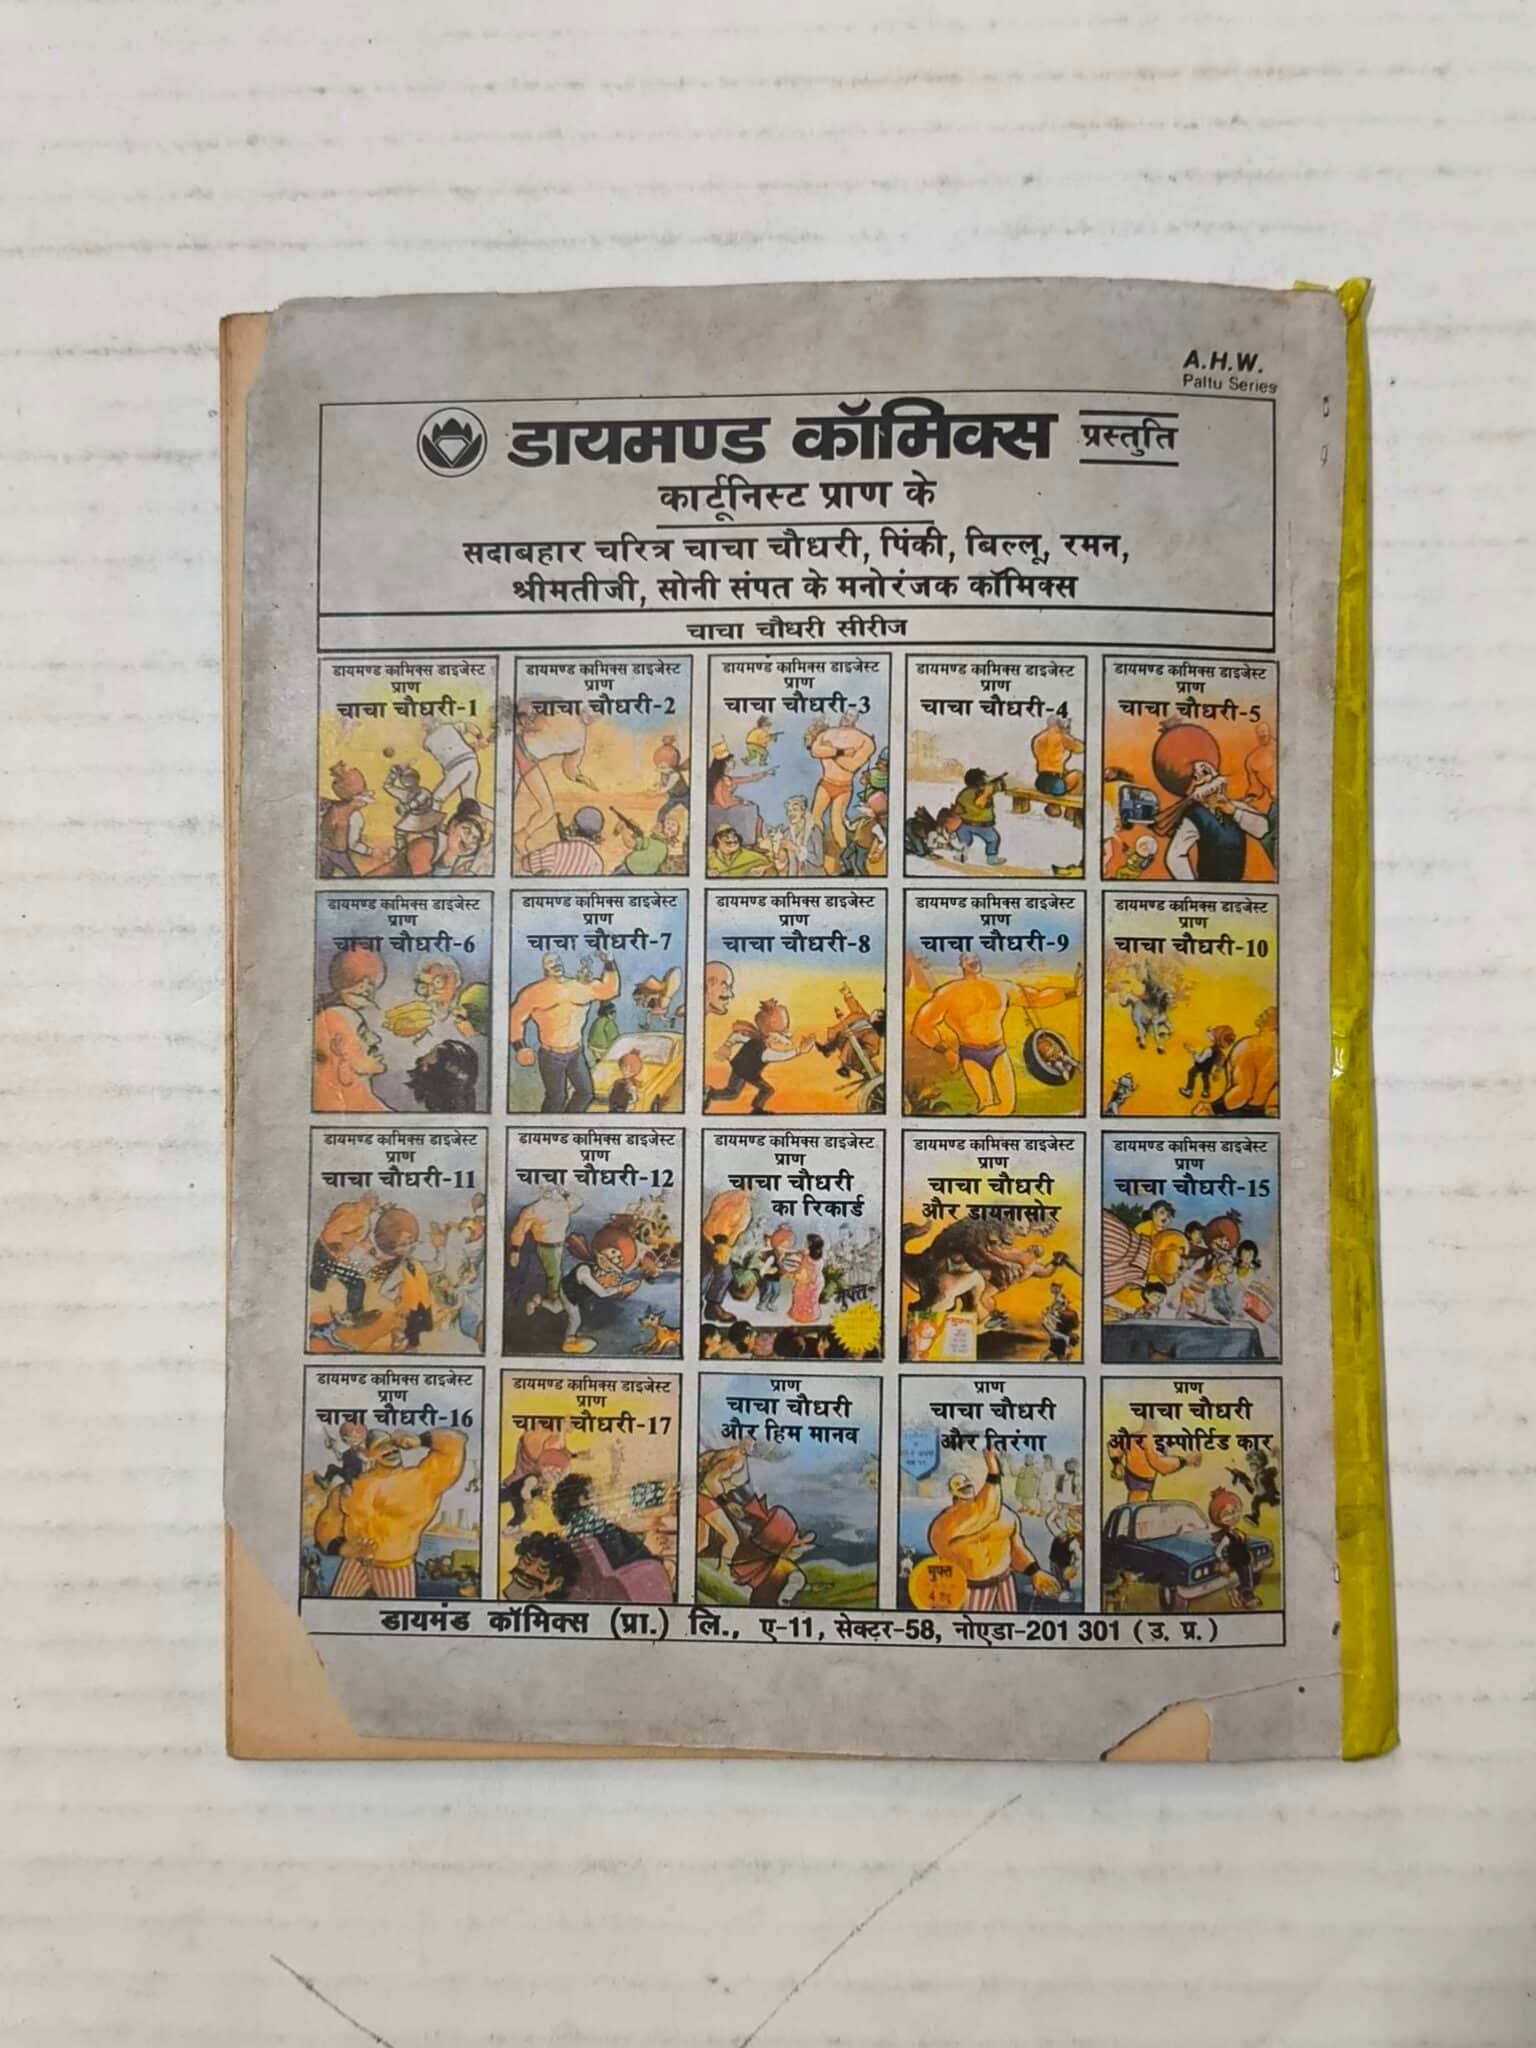 A.H.W.
Paltu Series
डायमण्ड कॉमिक्स प्रस्तुति
कार्टूनिस्ट प्राण के
सदाबहार चरित्र चाचा चौधरी, पिंकी, बिल्लू, रमन,
श्रीमतीजी, सोनी संपत के मनोरंजक कॉमिक्स
चाचा चौधरी सीरीज
डायमण्ड कामिक्स डाइजेस्ट
प्राण
चाचा चौधरी-1
डायमण्ड कामिक्स डाइजेस्ट
प्राण
चाचा चौधरी-2
डायमण्ड कामिक्स डाइजेस्ट
प्राण
चाचा चौधरी-3
डायमण्ड कामिक्स डाइजेस्ट
प्राण
चाचा चौधरी-4
डायमण्ड कामिक्स डाइजेस्ट
प्राण
चाचा चौधरी-5
डायमण्ड कामिक्स डाइजेस्ट
प्राण
चाचा चौधरी-6
डायमण्ड कामिक्स डाइजेस्ट
प्राण
चाचा चौधरी-7
डायमण्ड कामिक्स डाइजेस्ट
प्राण
चाचा चौधरी-8
डायमण्ड कामिक्स डाइजेस्ट
प्राण
चाचा चौधरी-9
डायमण्ड कामिक्स डाइजेस्ट
प्राण
चाचा चौधरी-10
डायमण्ड कामिक्स डाइजेस्ट
प्राण
चाचा चौधरी-11
डायमण्ड कामिक्स डाइजेस्ट
प्राण
चाचा चौधरी-12
डायमण्ड कामिक्स डाइजेस्ट
प्राण
चाचा चौधरी
का रिकार्ड
मुफ्त
डायमण्ड कामिक्स डाइजेस्ट
प्राण
चाचा चौधरी
और डायनासोर
डायमण्ड कामिक्स डाइजेस्ट
प्राण
चाचा चौधरी-15
डायमण्ड कामिक्स डाइजेस्ट
प्राण
चाचा चौधरी-16
डायमण्ड कामिक्स डाइजेस्ट
प्राण
चाचा चौधरी-17
प्राण
चाचा चौधरी
और हिम मानव
प्राण
चाचा चौधरी
और तिरंगा
मुफ्त
प्राण
चाचा चौधरी
और इम्पोर्टिड कार
डायमंड कॉमिक्स (प्रा.) लि., ए-11, सेक्टर-58, नोएडा-201 301 (उ. प्र.)